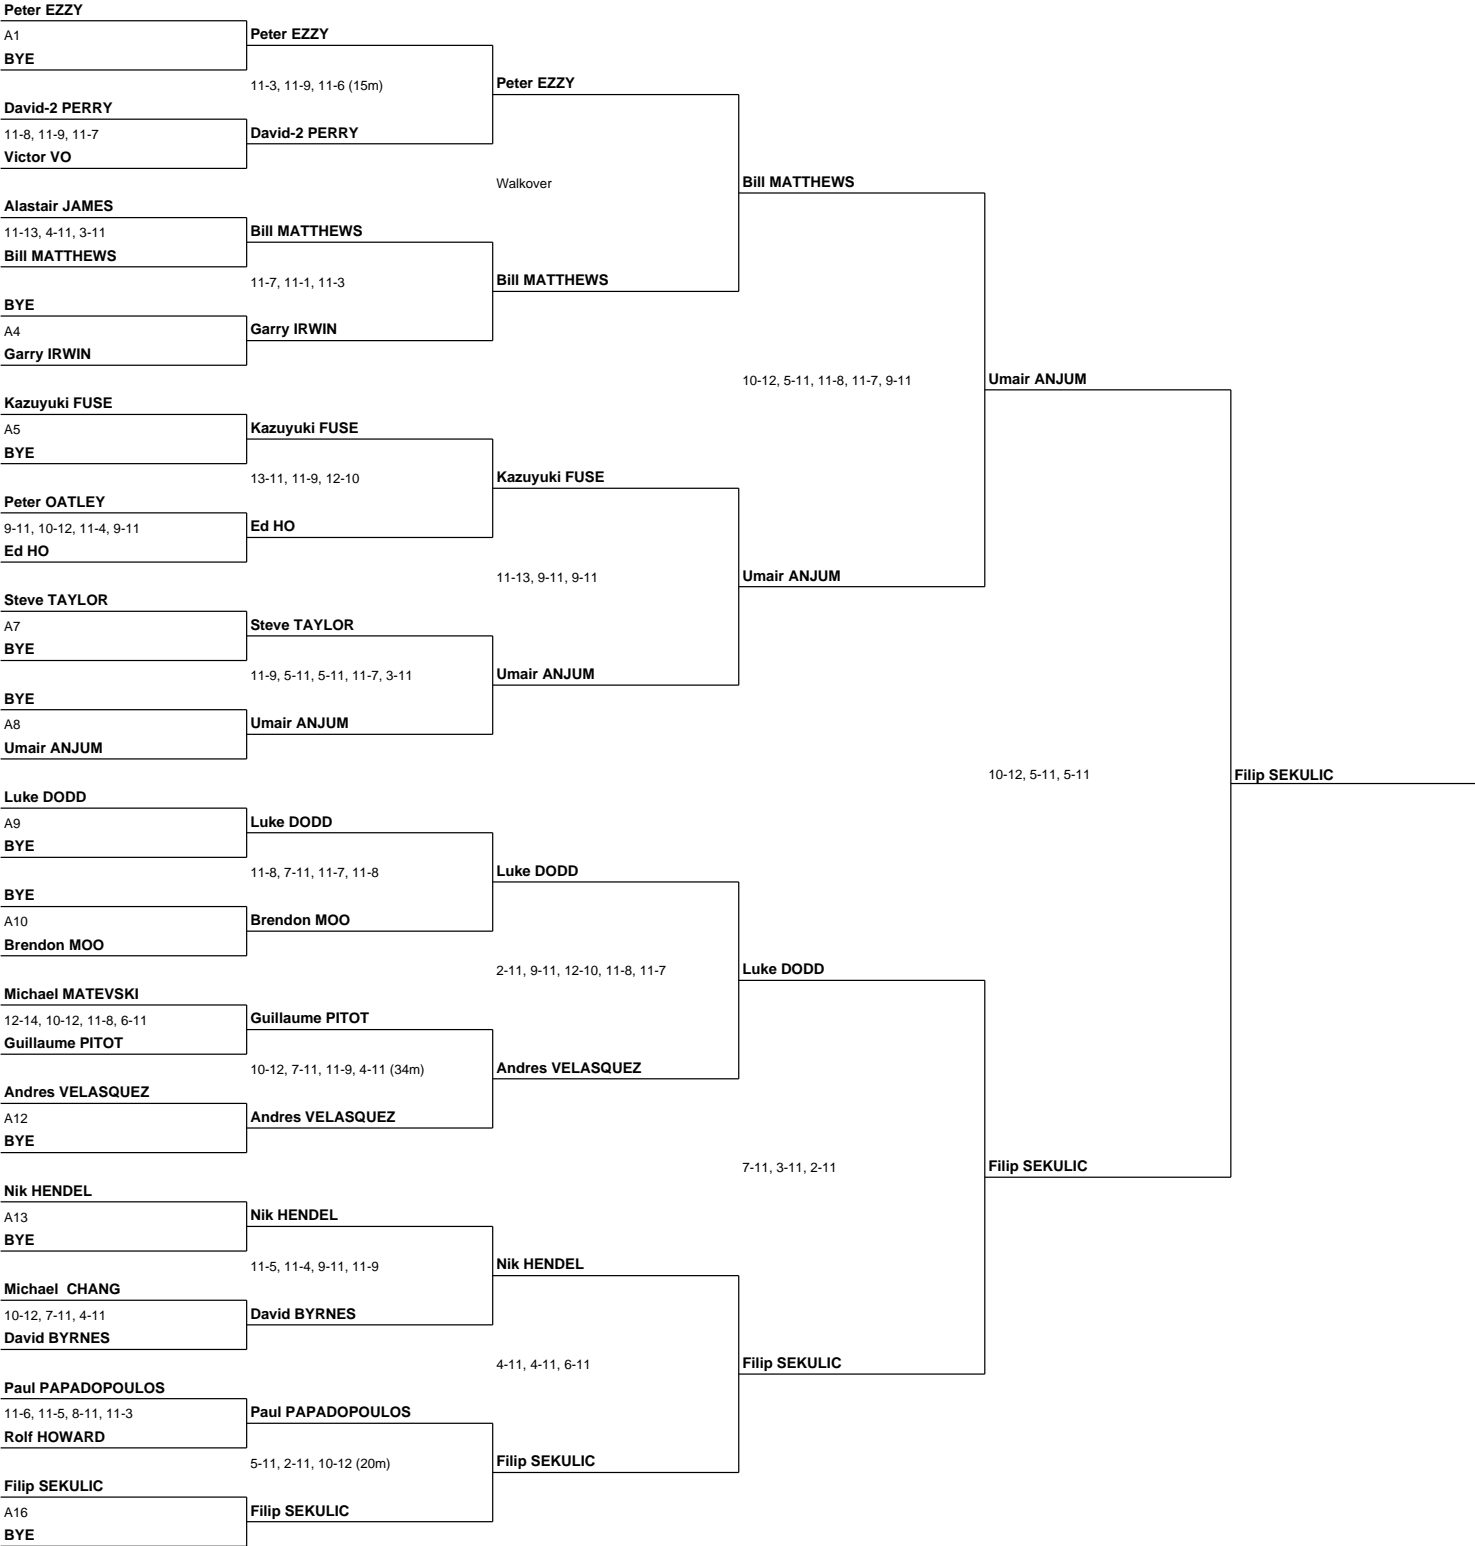 Peter EZZY
A1
BYE
David-2 PERRY
11-8, 11-9, 11-7
Victor VO
Alastair JAMES
11-13, 4-11, 3-11
Bill MATTHEWS
BYE
A4
Garry IRWIN
Kazuyuki FUSE
A5
BYE
Peter OATLEY
9-11, 10-12, 11-4, 9-11
Ed HO
Steve TAYLOR
A7
BYE
BYE
A8
Umair ANJUM
Luke DODD
A9
BYE
BYE
A10
Brendon MOO
Michael MATEVSKI
12-14, 10-12, 11-8, 6-11
Guillaume PITOT
Andres VELASQUEZ
A12
BYE
Nik HENDEL
A13
BYE
Michael  CHANG
10-12, 7-11, 4-11
David BYRNES
Paul PAPADOPOULOS
11-6, 11-5, 8-11, 11-3
Rolf HOWARD
Filip SEKULIC
A16
BYE
Peter EZZY
11-3, 11-9, 11-6 (15m)
David-2 PERRY
Bill MATTHEWS
11-7, 11-1, 11-3
Garry IRWIN
Kazuyuki FUSE
13-11, 11-9, 12-10
Ed HO
Steve TAYLOR
11-9, 5-11, 5-11, 11-7, 3-11
Umair ANJUM
Luke DODD
11-8, 7-11, 11-7, 11-8
Brendon MOO
Guillaume PITOT
10-12, 7-11, 11-9, 4-11 (34m)
Andres VELASQUEZ
Nik HENDEL
11-5, 11-4, 9-11, 11-9
David BYRNES
Paul PAPADOPOULOS
5-11, 2-11, 10-12 (20m)
Filip SEKULIC
Peter EZZY
Walkover
Bill MATTHEWS
Kazuyuki FUSE
11-13, 9-11, 9-11
Umair ANJUM
Luke DODD
2-11, 9-11, 12-10, 11-8, 11-7
Andres VELASQUEZ
Nik HENDEL
4-11, 4-11, 6-11
Filip SEKULIC
Bill MATTHEWS
10-12, 5-11, 11-8, 11-7, 9-11
Umair ANJUM
Luke DODD
7-11, 3-11, 2-11
Filip SEKULIC
Umair ANJUM
10-12, 5-11, 5-11
Filip SEKULIC
Filip SEKULIC